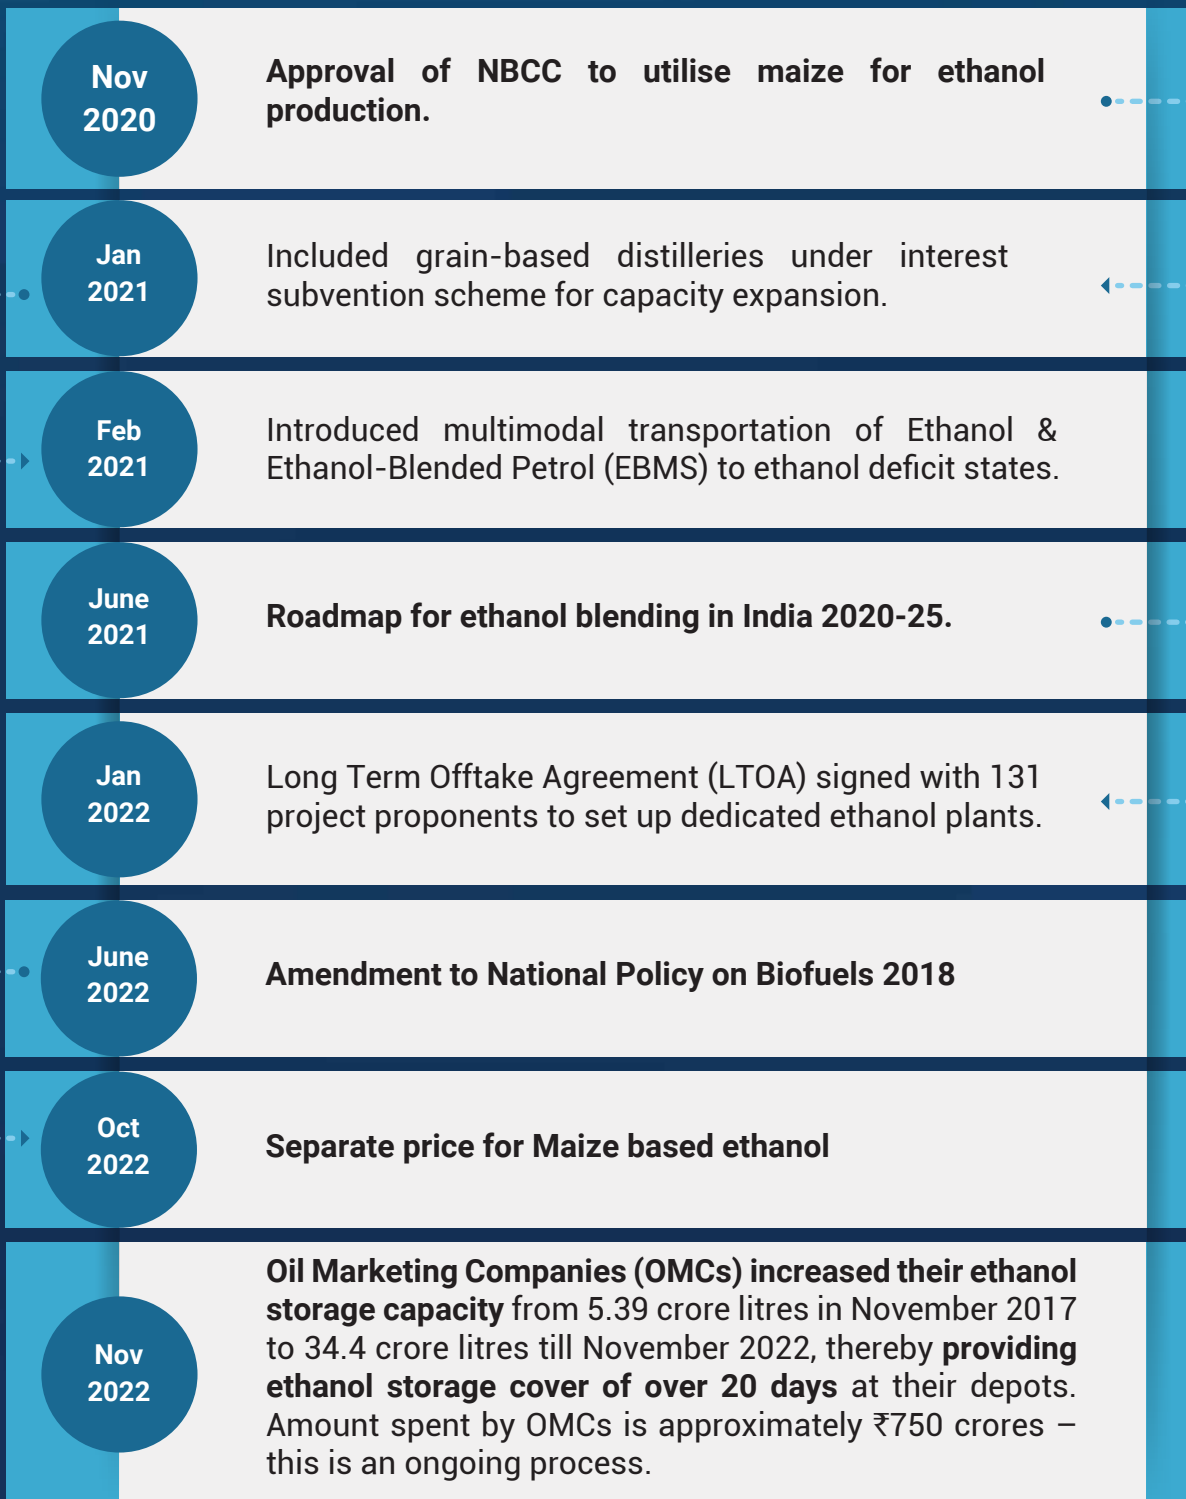 Nov
2020
Approval of NBCC to utilise maize for ethanol
production.
Jan
2021
Included grain-based distilleries under interest
subvention scheme for capacity expansion.
Feb
2021
Introduced multimodal transportation of Ethanol &
Ethanol-Blended Petrol (EBMS) to ethanol deficit states.
June
2021
Roadmap for ethanol blending in India 2020-25.
Jan
2022
Long Term Offtake Agreement (LTOA) signed with 131
project proponents to set up dedicated ethanol plants.
June
2022
Amendment to National Policy on Biofuels 2018
Oct
2022
Separate price for Maize based ethanol
Nov
2022
Oil Marketing Companies (OMCs) increased their ethanol
storage capacity from 5.39 crore litres in November 2017
to 34.4 crore litres till November 2022, thereby providing
ethanol storage cover of over 20 days at their depots.
Amount spent by OMCs is approximately ₹750 crores –
this is an ongoing process.